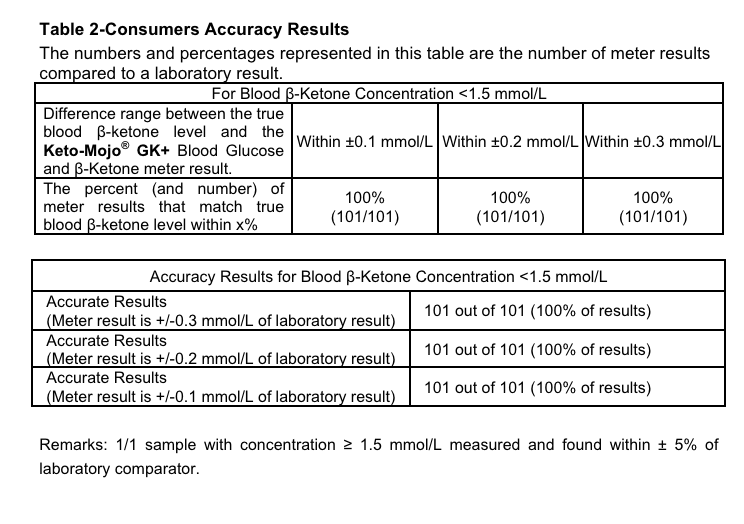 Table 2-Consumers Accuracy Results
The numbers and percentages represented in this table are the number of meter results
compared to a laboratory result.
For Blood β-Ketone Concentration <1.5 mmol/L
Difference range between the true
blood β-ketone level and the
Keto-Mojo® GK+ Blood Glucose
and β-Ketone meter result.
Within ±0.1 mmol/L
Within ±0.2 mmol/L
Within ±0.3 mmol/L
The percent (and number) of
meter results that match true
blood β-ketone level within x%
100%
(101/101)
100%
(101/101)
100%
(101/101)
Accuracy Results for Blood β-Ketone Concentration <1.5 mmol/L
Accurate Results
(Meter result is +/-0.3 mmol/L of laboratory result)
101 out of 101 (100% of results)
Accurate Results
(Meter result is +/-0.2 mmol/L of laboratory result)
101 out of 101 (100% of results)
Accurate Results
(Meter result is +/-0.1 mmol/L of laboratory result)
101 out of 101 (100% of results)
Remarks: 1/1 sample with concentration ≥ 1.5 mmol/L measured and found within ± 5% of
laboratory comparator.